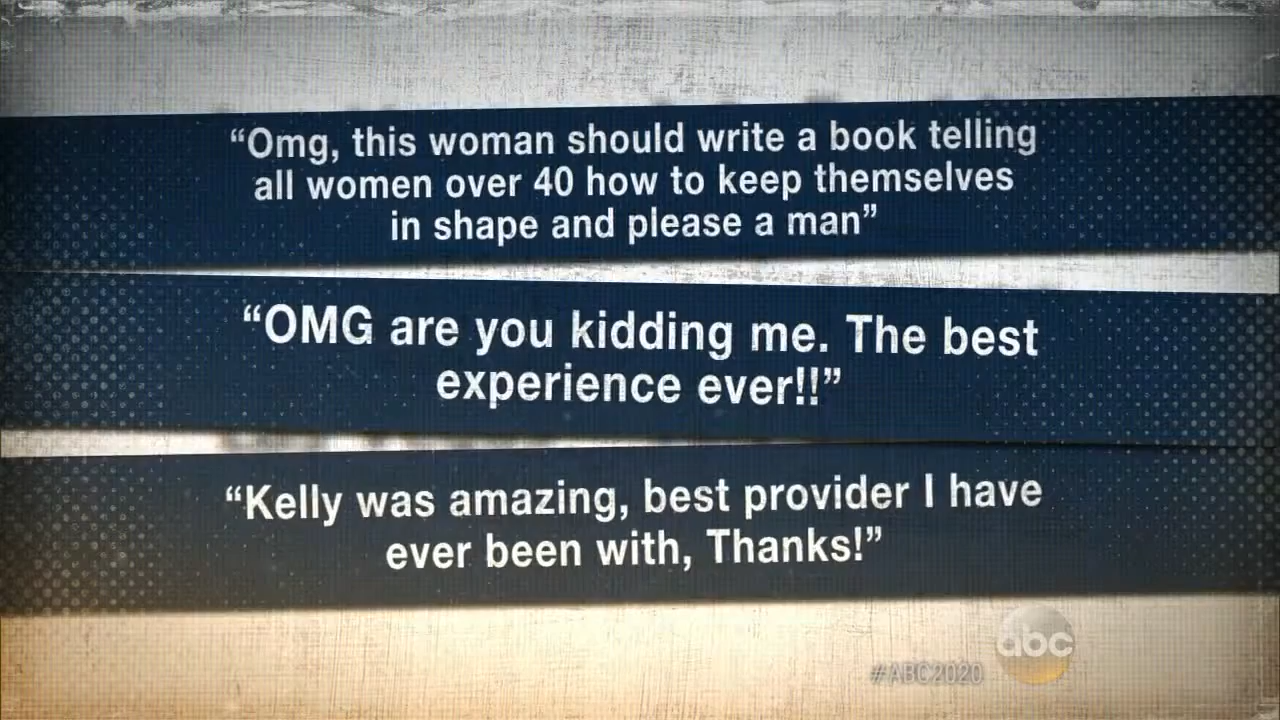 “Omg, this woman should write a book telling
all women over 40 how to keep themselves
in shape and please a man”
“OMG are you kidding me. The best
experience ever!!”
“Kelly was amazing, best provider I have
ever been with, Thanks!”
abc
#ABC2020